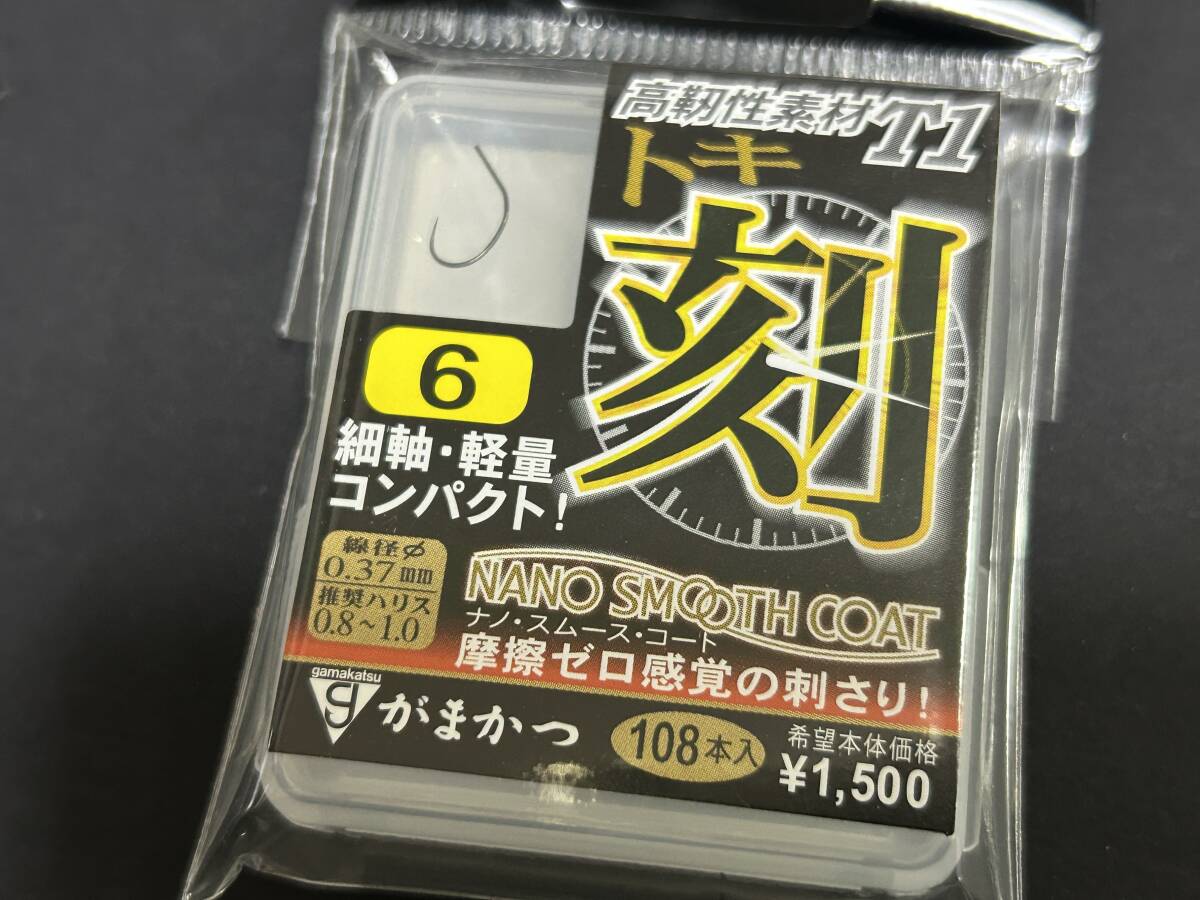 高靱性素材 T1
トキ
刻
6
細軸・軽量
コンパクト!
線径φ
0.37mm
推奨ハリス
0.8~1.0
NANO SMOOTH COAT
ナノ・スムース・コート
摩擦ゼロ感覚の刺さり!
gamakatsu
がまかつ
108本入
希望本体価格
¥1,500